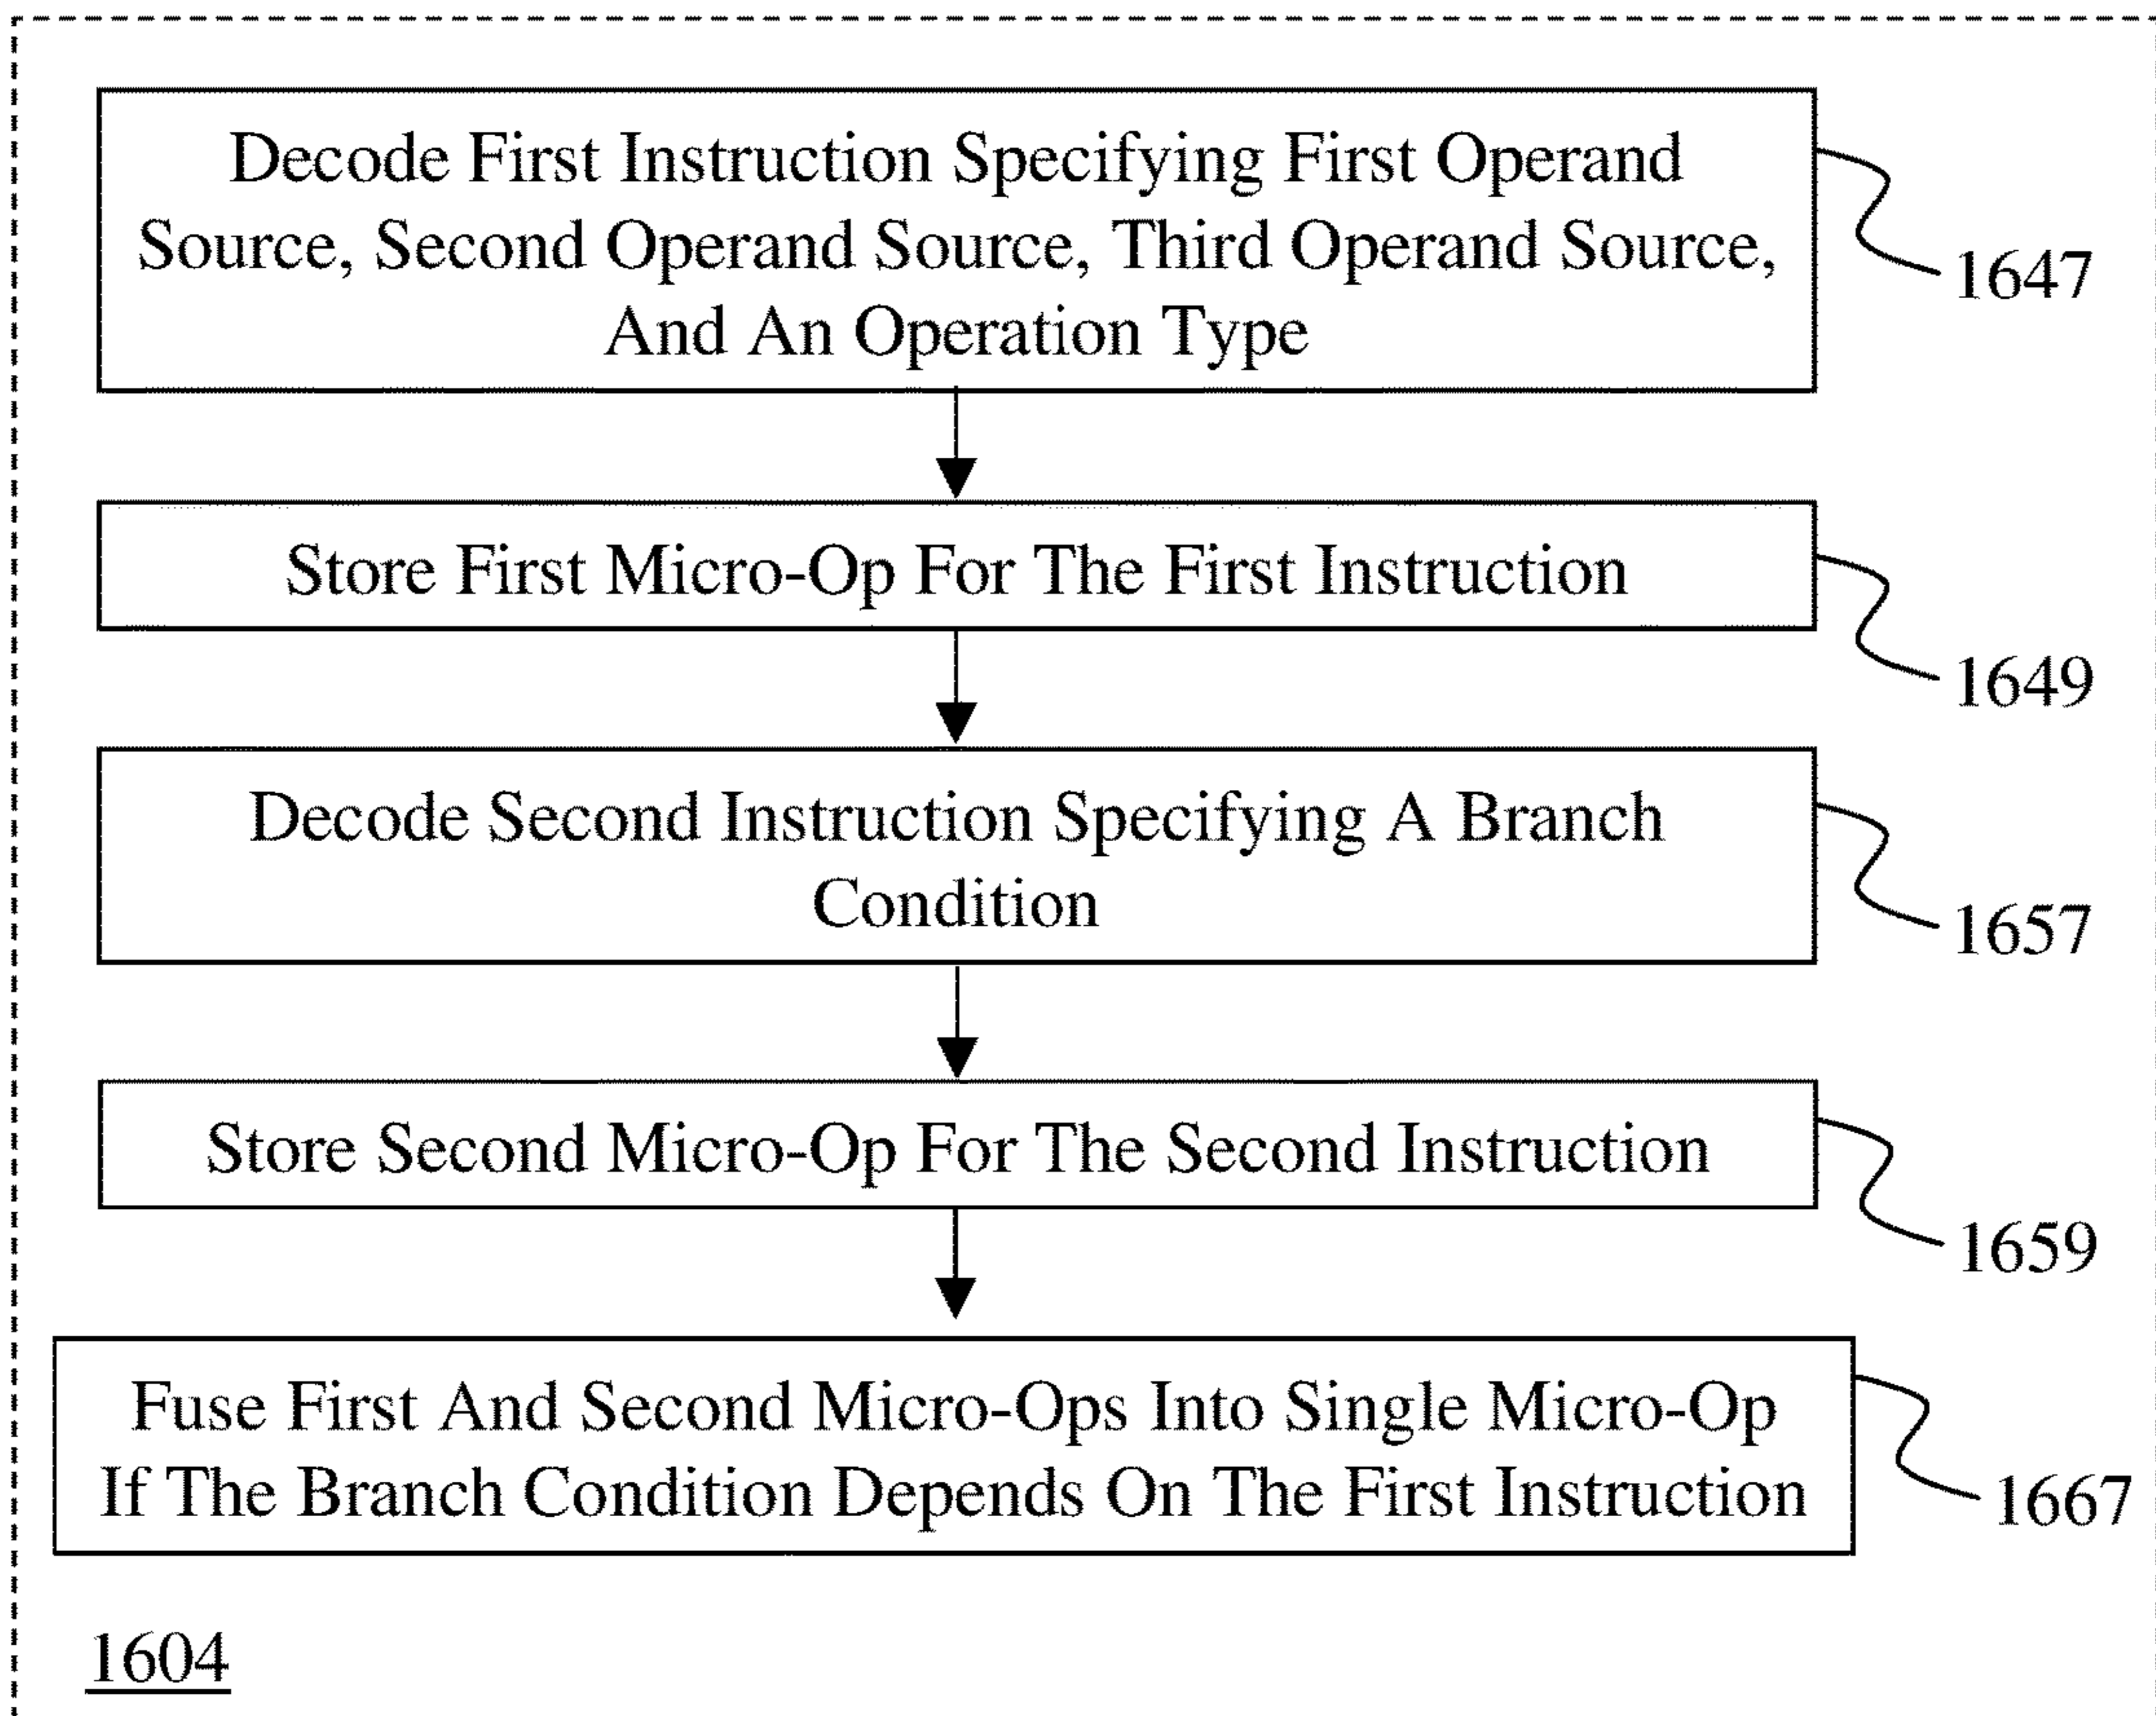 Decode First Instruction Specifying First Operand
Source, Second Operand Source, Third Operand Source,
And An Operation Type
1647
Store First Micro-Op For The First Instruction
1649
Decode Second Instruction Specifying A Branch
Condition
1657
Store Second Micro-Op For The Second Instruction
1659
Fuse First And Second Micro-Ops Into Single Micro-Op
If The Branch Condition Depends On The First Instruction
1667
1604